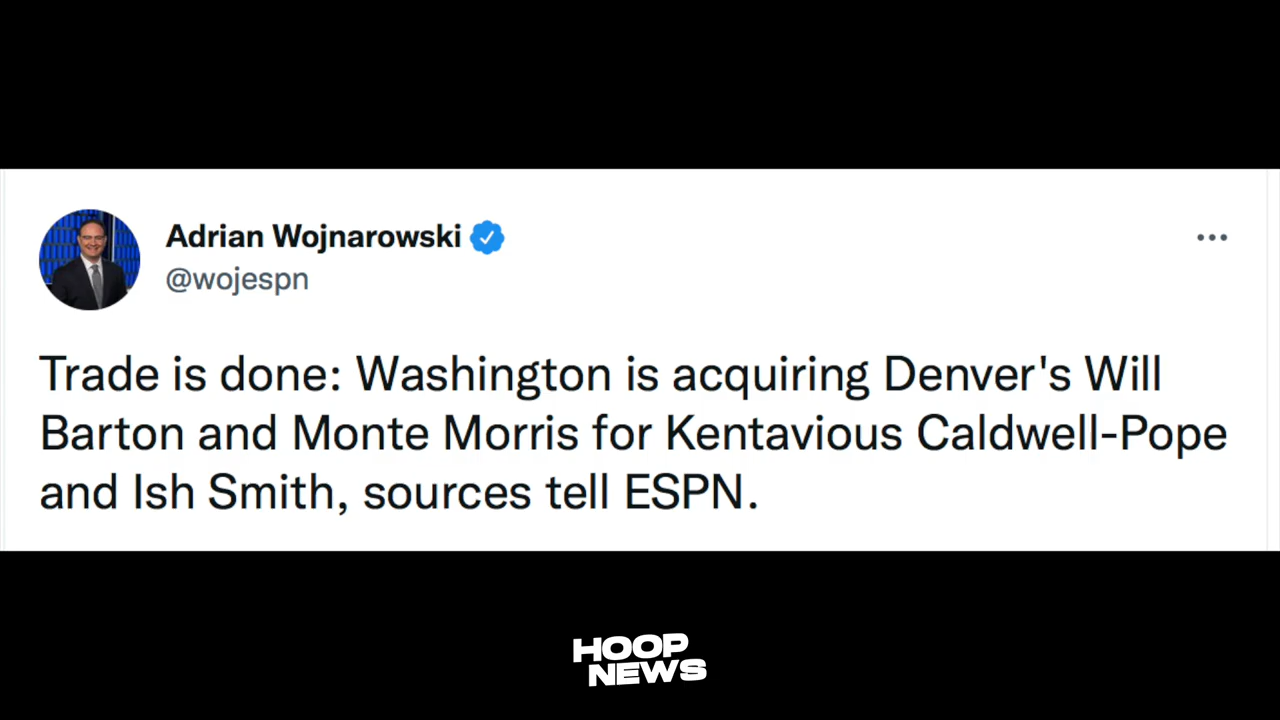 Adrian Wojnarowski
@wojespn
Trade is done: Washington is acquiring Denver's Will
Barton and Monte Morris for Kentavious Caldwell-Pope
and Ish Smith, sources tell ESPN.
HOOP
NEWS